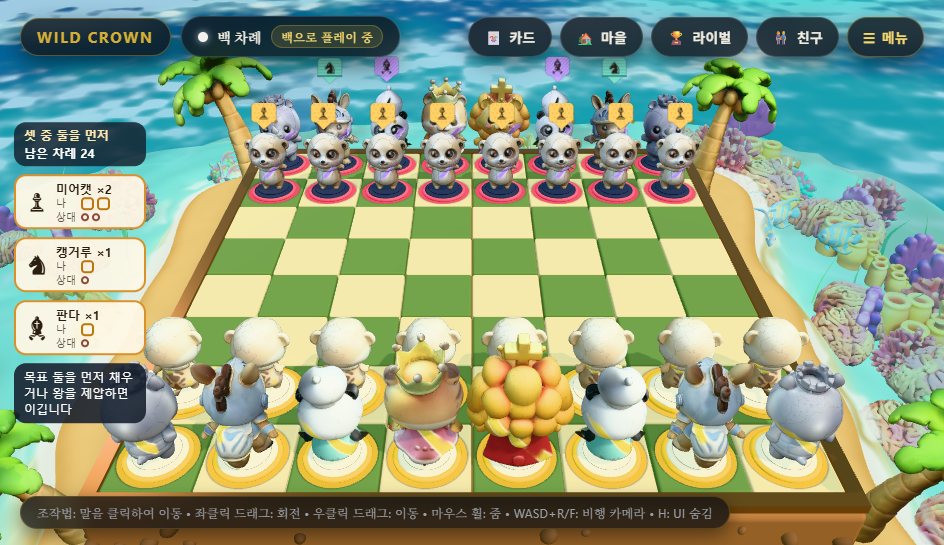 WILD CROWN
백 차례
백으로 플레이 중
카드
마을
라이벌
친구
메뉴
셋 중 둘을 먼저
남은 차례 24
미어캣 ×2
나
상대
캥거루 ×1
나
상대
판다 ×1
나
상대
목표 둘을 먼저 채우
거나 왕을 제압하면
이깁니다
조작법: 말을 클릭하여 이동 • 좌클릭 드래그: 회전 • 우클릭 드래그: 이동 • 마우스 휠: 줌 • WASD+R/F: 비행 카메라 • H: UI 숨김